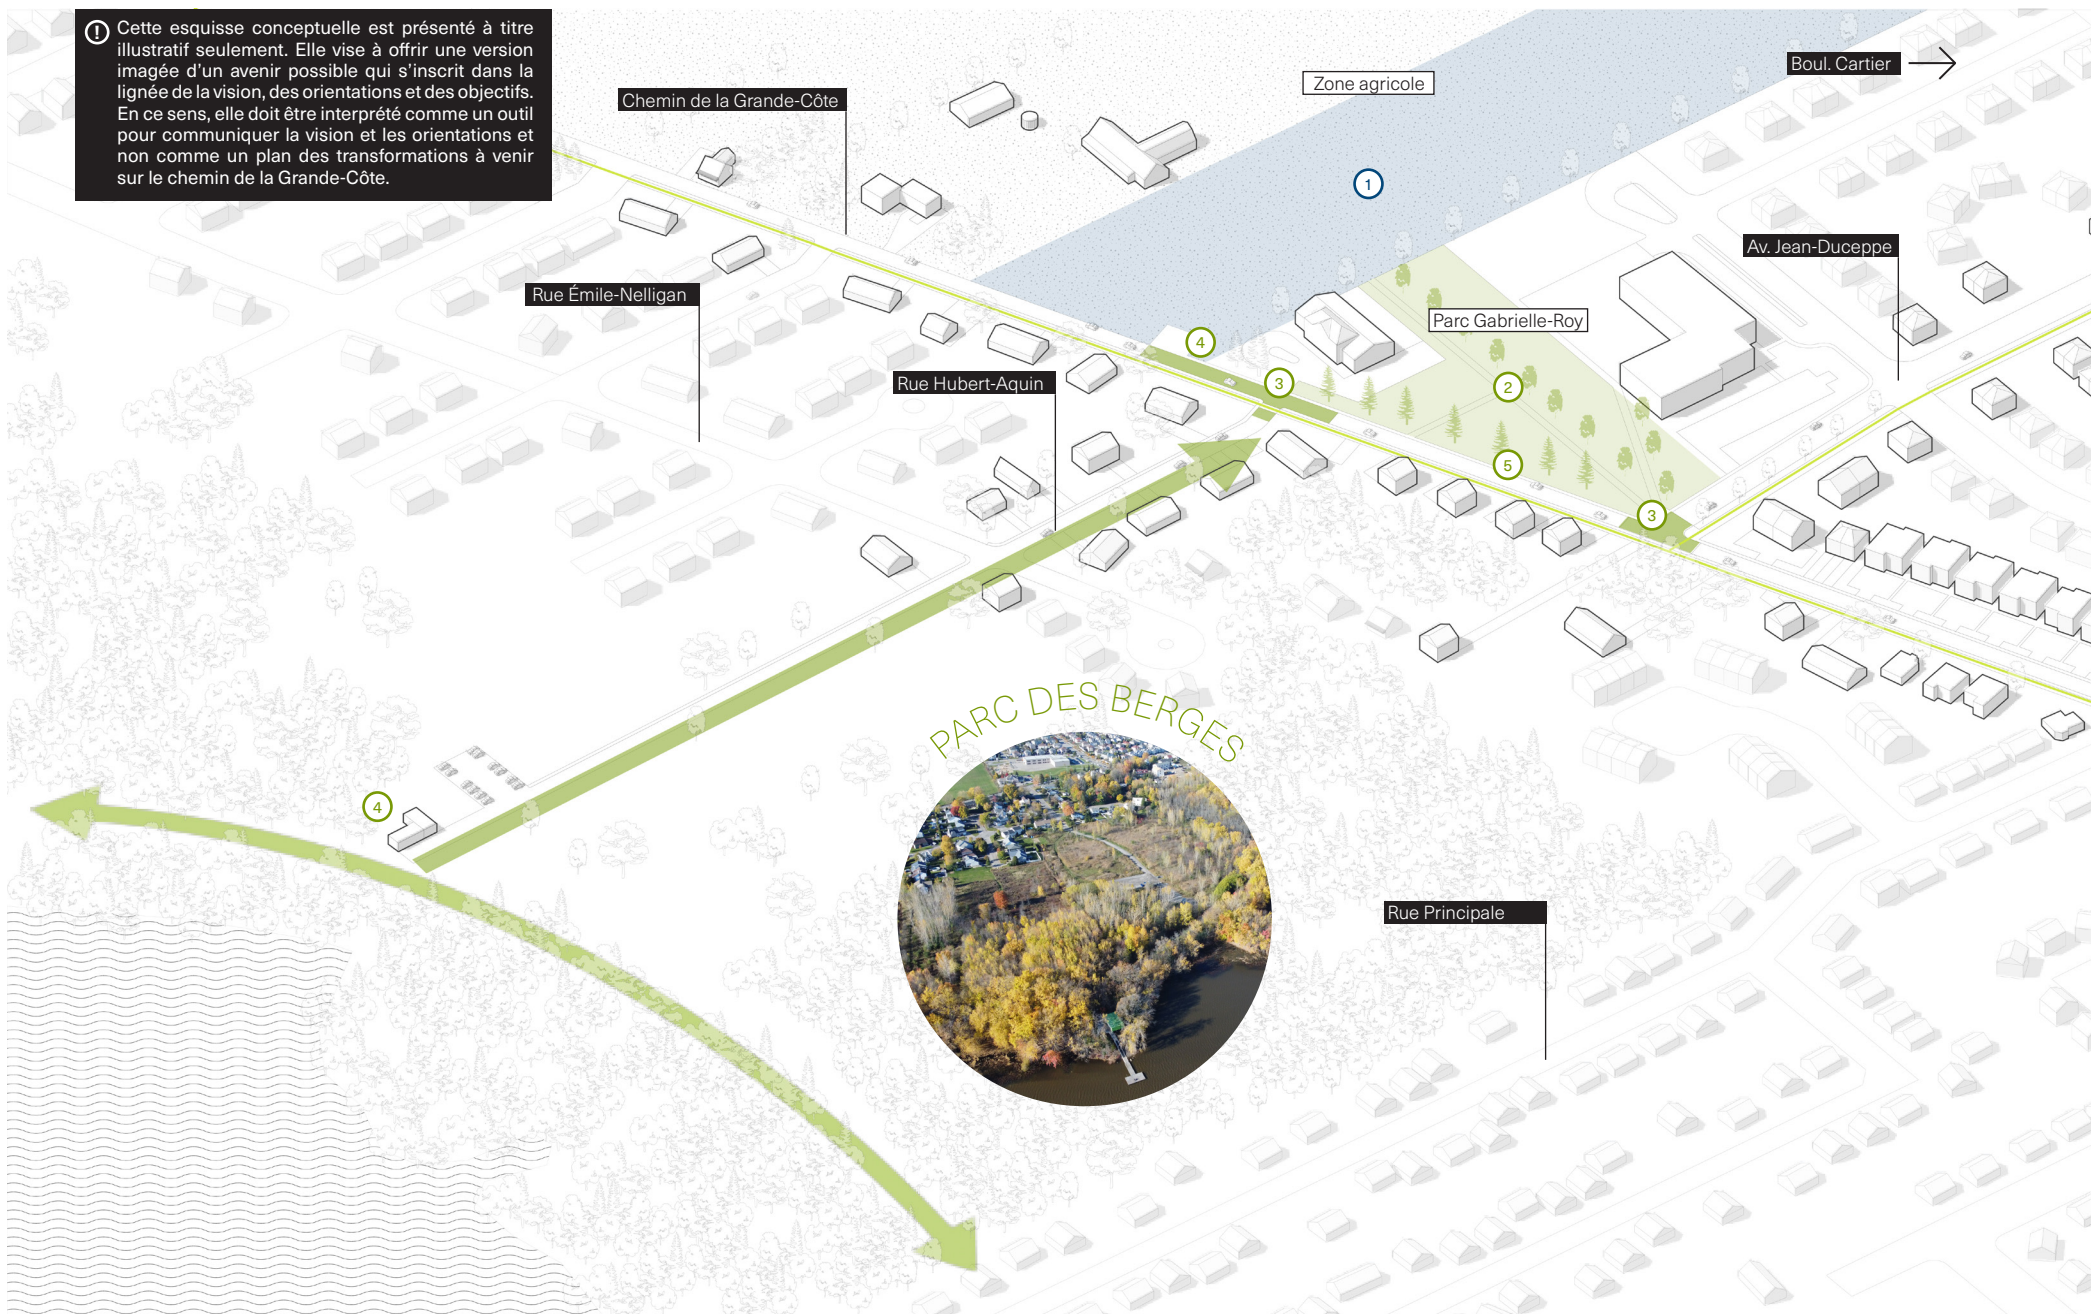 Cette esquisse conceptuelle est présenté à titre
illustratif seulement. Elle vise à offrir une version
imagée d'un avenir possible qui s'inscrit dans la
lignée de la vision, des orientations et des objectifs.
En ce sens, elle doit être interprété comme un outil
pour communiquer la vision et les orientations et
non comme un plan des transformations à venir
sur le chemin de la Grande-Côte.
Boul. Cartier
Zone agricole
Chemin de la Grande-Côte
1
Av. Jean-Duceppe
Rue Émile-Nelligan
Parc Gabrielle-Roy
4
Rue Hubert-Aquin
3
2
5
3
PARC DES BERGES
4
Rue Principale